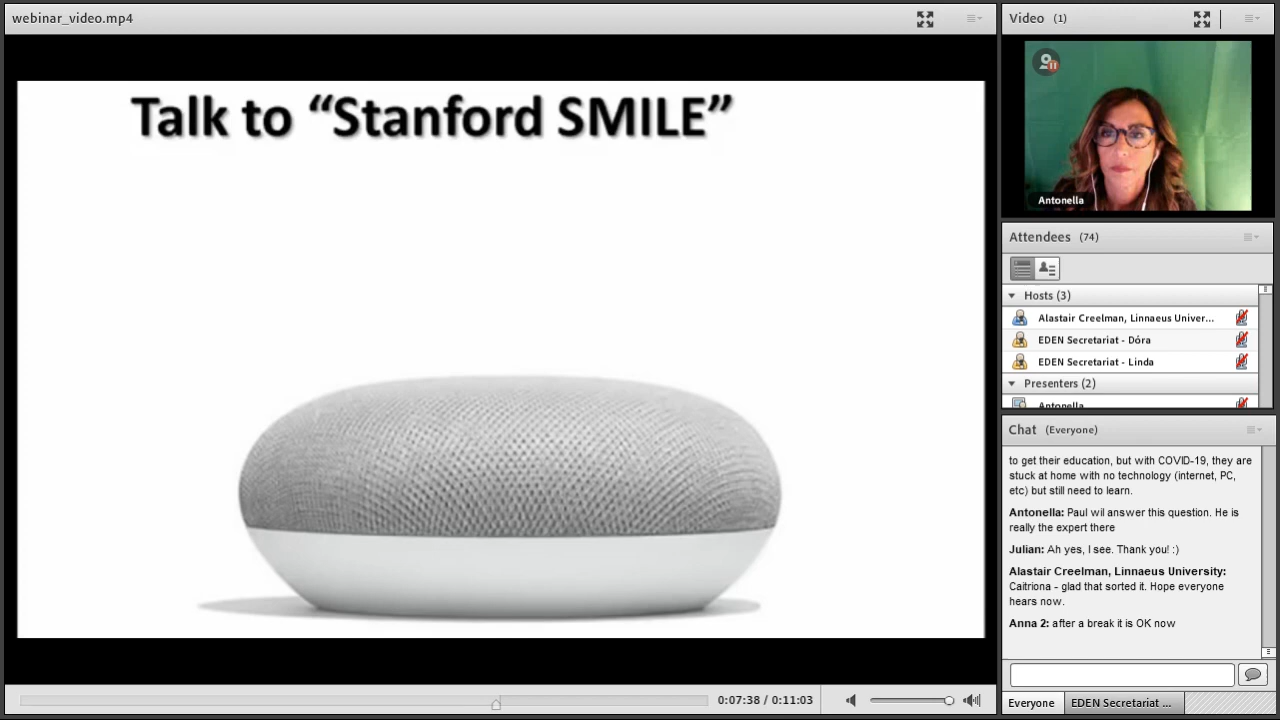 webinar_video.mp4
Talk to “Stanford SMILE”
0:07:38 / 0:11:03
Video (1)
Antonella
Attendees (74)
Hosts (3)
Alastair Creelman, Linnaeus Univer...
EDEN Secretariat - Dóra
EDEN Secretariat - Linda
Presenters (2)
Antonella
Chat (Everyone)
to get their education, but with COVID-19, they are
stuck at home with no technology (internet, PC,
etc) but still need to learn.
Antonella: Paul wil answer this question. He is
really the expert there
Julian: Ah yes, I see. Thank you! :)
Alastair Creelman, Linnaeus University:
Caitriona - glad that sorted it. Hope everyone
hears now.
Anna 2: after a break it is OK now
Everyone
EDEN Secretariat ...